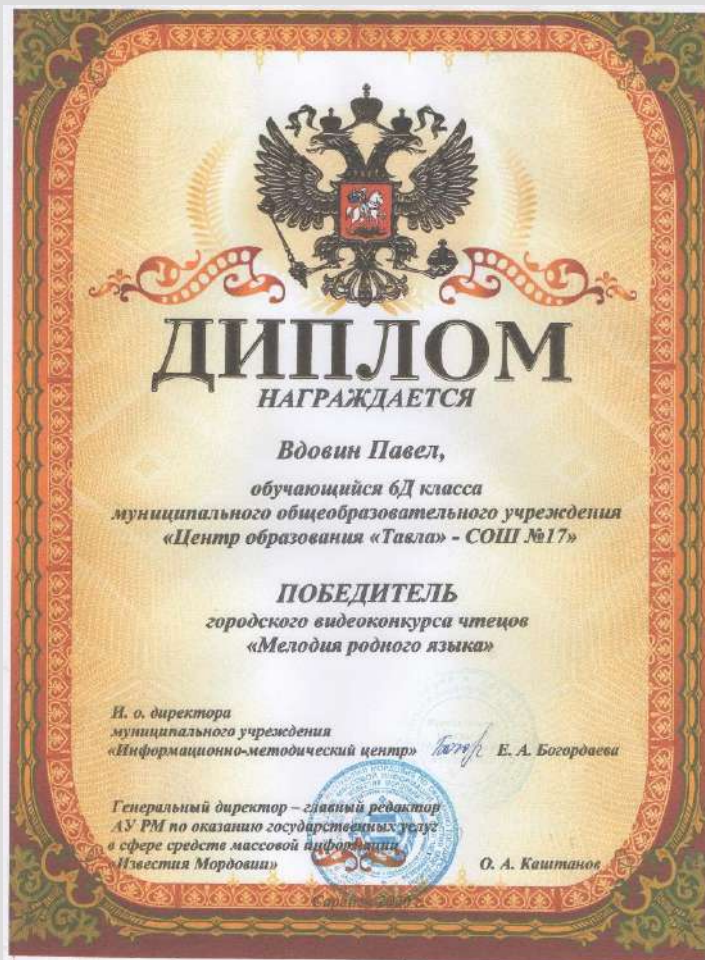 ДИПЛОМ
НАГРАЖДАЕТСЯ
Вдовин Павел,
обучающийся 6Д класса
муниципального общеобразовательного учреждения
«Центр образования «Тавла» - СОШ №17»
ПОБЕДИТЕЛЬ
городского видеоконкурса чтецов
«Мелодия родного языка»
И. о. директора
муниципального учреждения
«Информационно-методический центр» Е. А. Богордаева
Генеральный директор – главный редактор
АУ РМ по оказанию государственных услуг
в сфере средств массовой информации
«Известия Мордовии» О. А. Каштанов
Саранск 2020